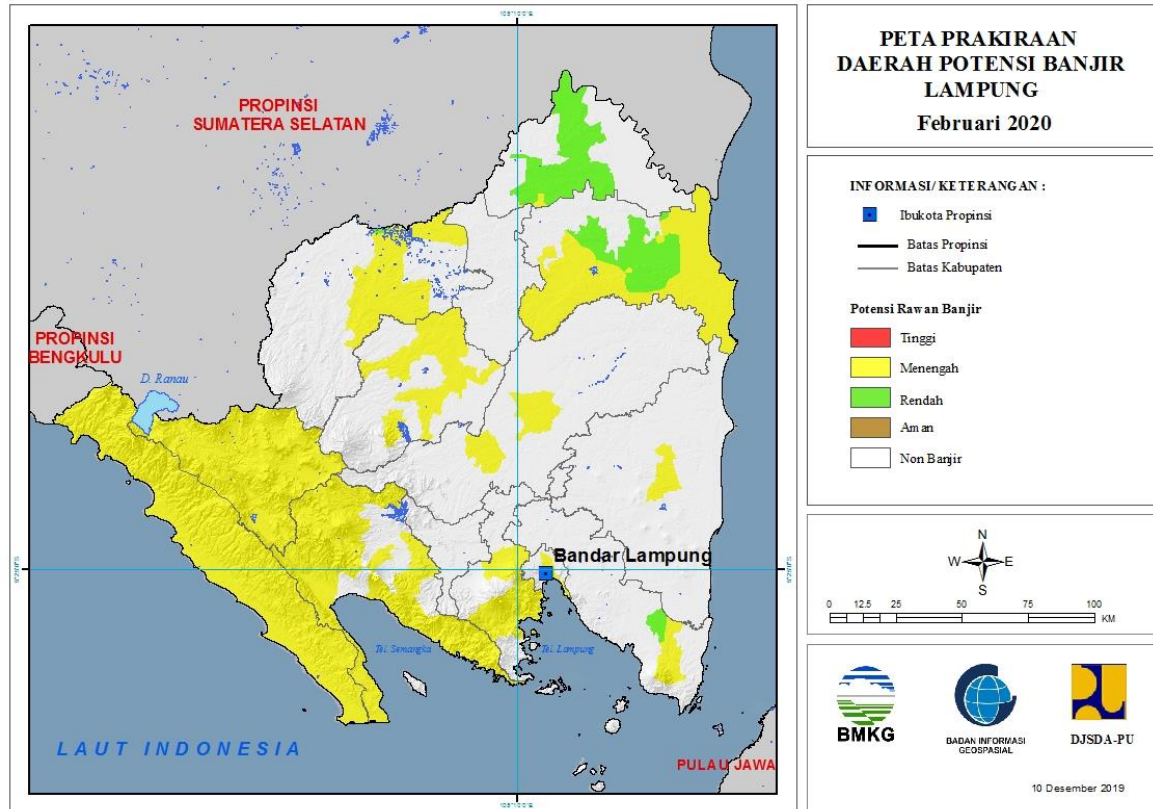 PETA PRAKIRAAN
DAERAH POTENSI BANJIR
LAMPUNG
Februari 2020
INFORMASI/KETERANGAN :
Ibukota Propinsi
Batas Propinsi
Batas Kabupaten
Potensi Rawan Banjir
Tinggi
Menengah
Rendah
Aman
Non Banjir
N
W E
S
0 12.5 25 50 75 100
KM
BMKG
BADAN INFORMASI
GEOSPASIAL
DJSDA-PU
10 Desember 2019
PROPINSI
SUMATERA SELATAN
PROPINSI
BENGKULU
D. Ranau
Bandar Lampung
Tel. Semangka
Tel. Lampung
LAUT INDONESIA
PULAU JAWA